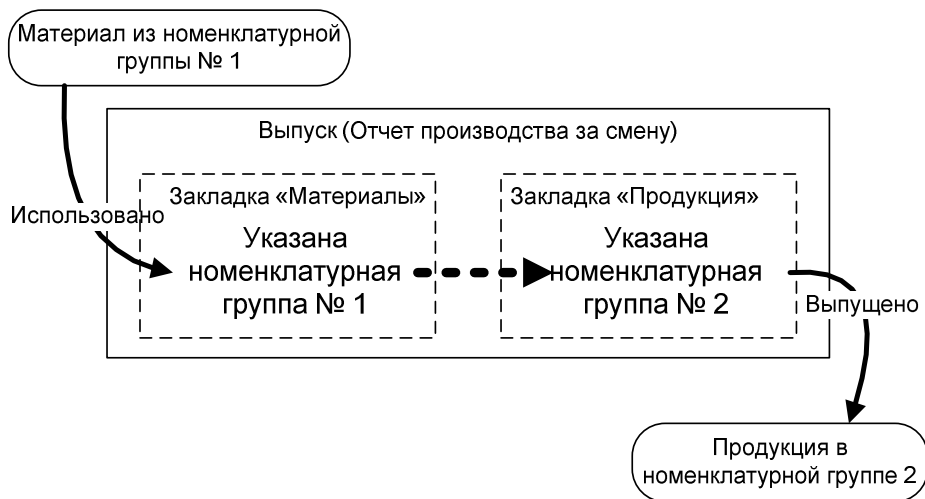 Материал из номенклатурной
группы № 1
Выпуск (Отчет производства за смену)
Закладка «Материалы»
Закладка «Продукция»
Использовано
Указана
номенклатурная
группа № 1
Указана
номенклатурная
группа № 2
Выпущено
Продукция в
номенклатурной группе 2